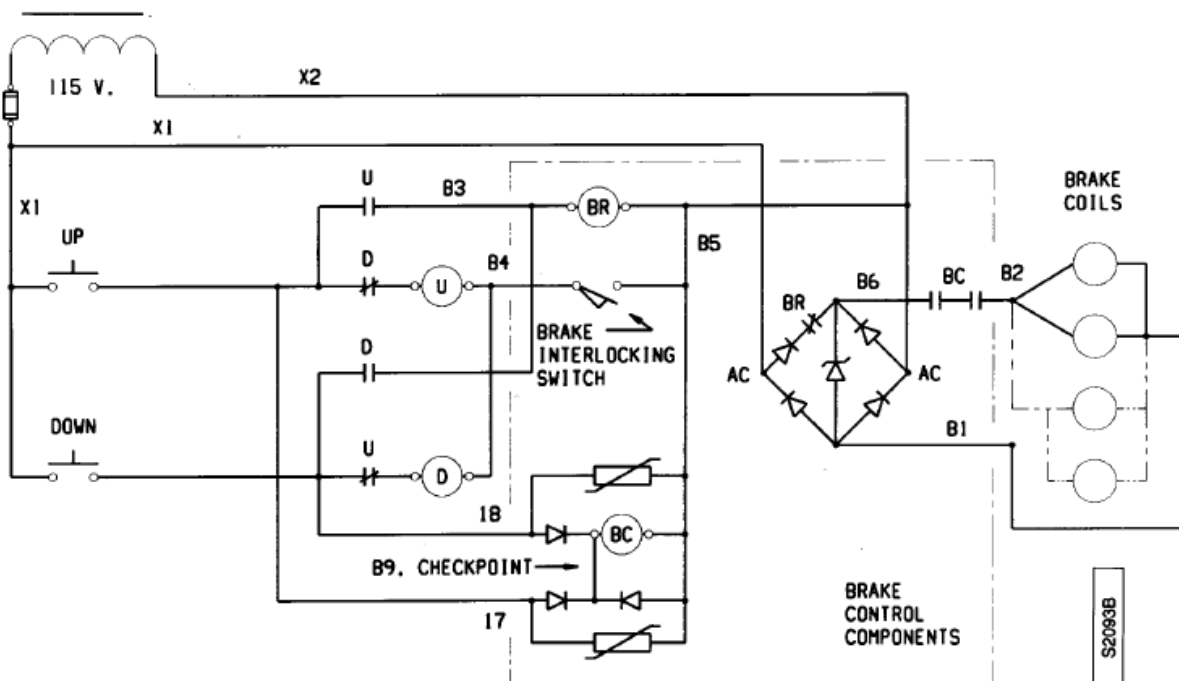 115 V.
X2
X1
X1
U
B3
BR
BRAKE
COILS
UP
D
U
B4
B5
BRAKE
INTERLOCKING
SWITCH
B6
BC
B2
BR
AC
AC
D
DOWN
U
D
B1
18
BC
B9. CHECKPOINT
17
BRAKE
CONTROL
COMPONENTS
S2093B